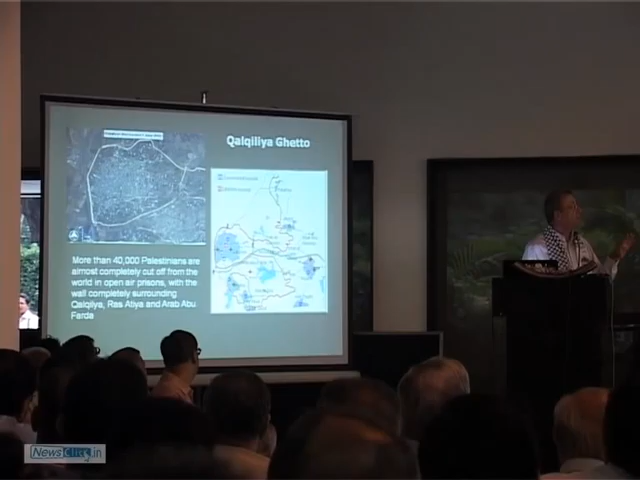 Qalqiliya Ghetto
More than 40,000 Palestinians are
almost completely cut off from the
world in open air prisons, with the
wall completely surrounding
Qalqiliya, Ras Atiya and Arab Abu
Farda
NewsClick.in